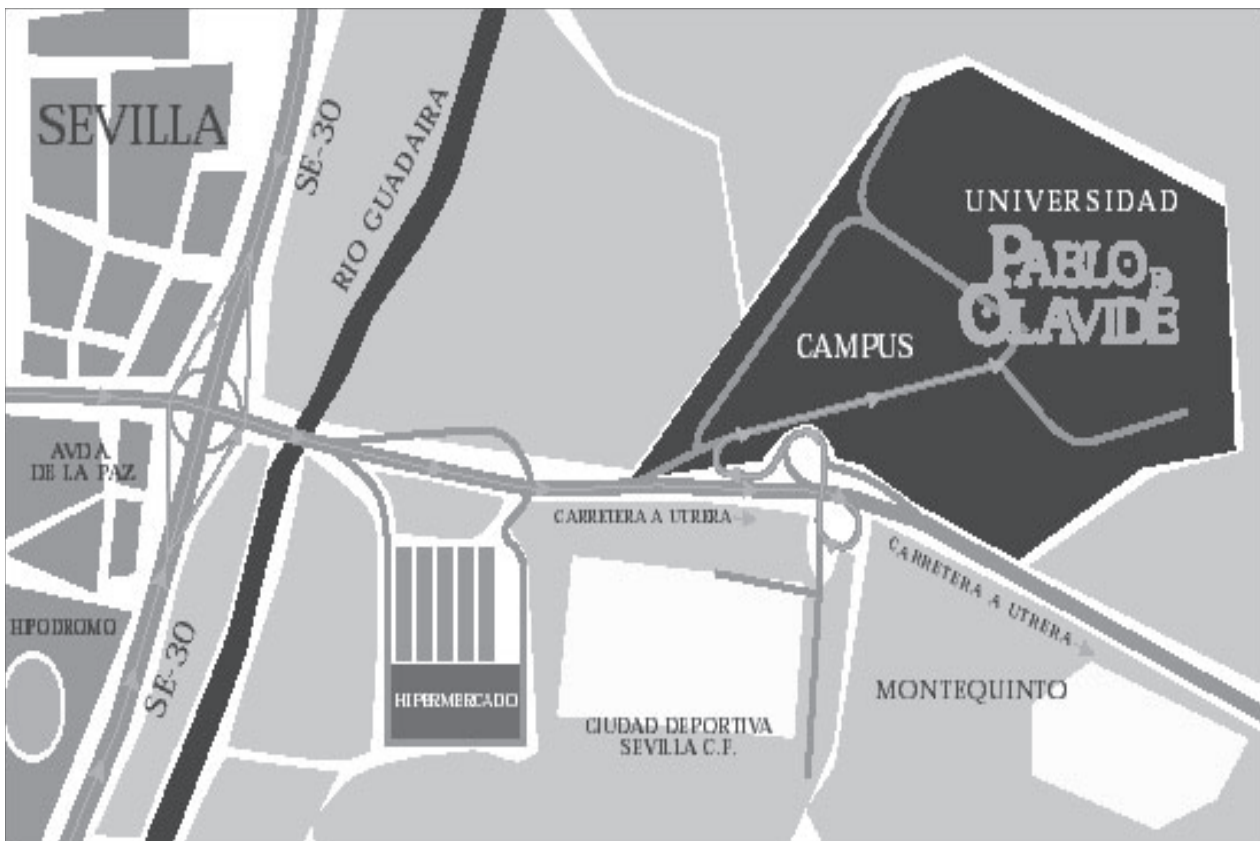 SEVILLA
SE-30
RIO GUADAIRA
UNIVERSIDAD
PABLO DE
OLAVIDE
CAMPUS
AVDA
DE LA PAZ
CARRETERA A UTRERA
CARRETERA A UTRERA
HIPODROMO
SE-30
HIPERMERCADO
MONTEQUINTO
CIUDAD DEPORTIVA
SEVILLA C.F.